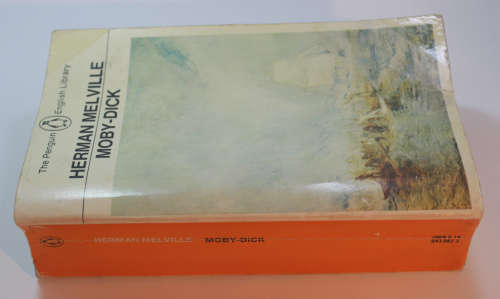 The Penguin English Library
HERMAN MELVILLE
MOBY-DICK
HERMAN MELVILLE MOBY-DICK